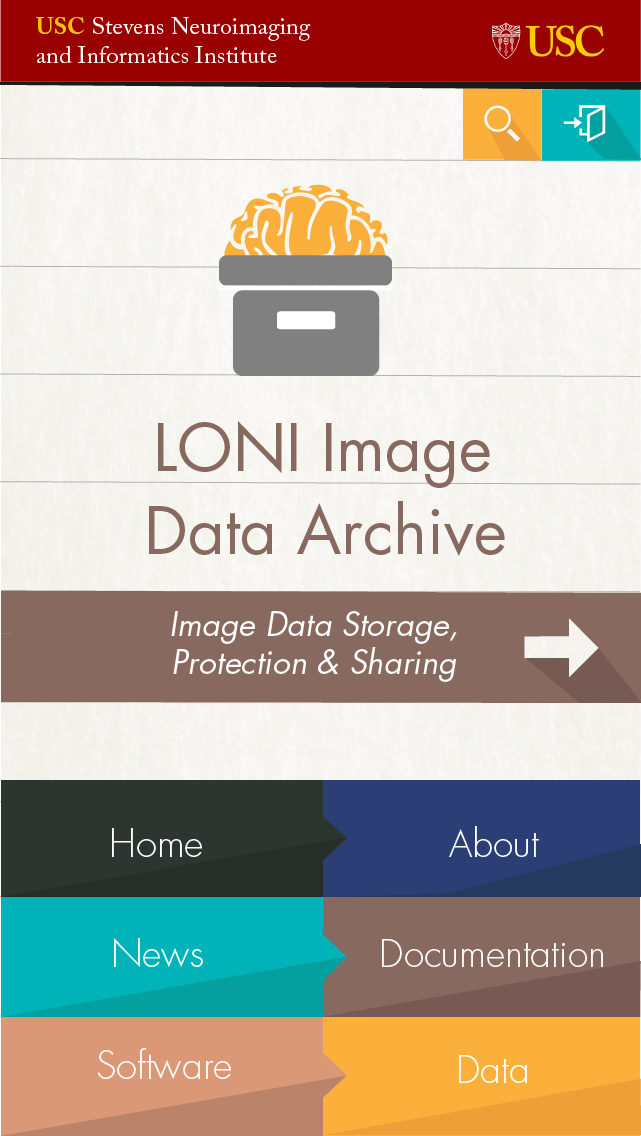 USC Stevens Neuroimaging
and Informatics Institute
USC
LONI Image
Data Archive
Image Data Storage,
Protection & Sharing
Home
About
News
Documentation
Software
Data